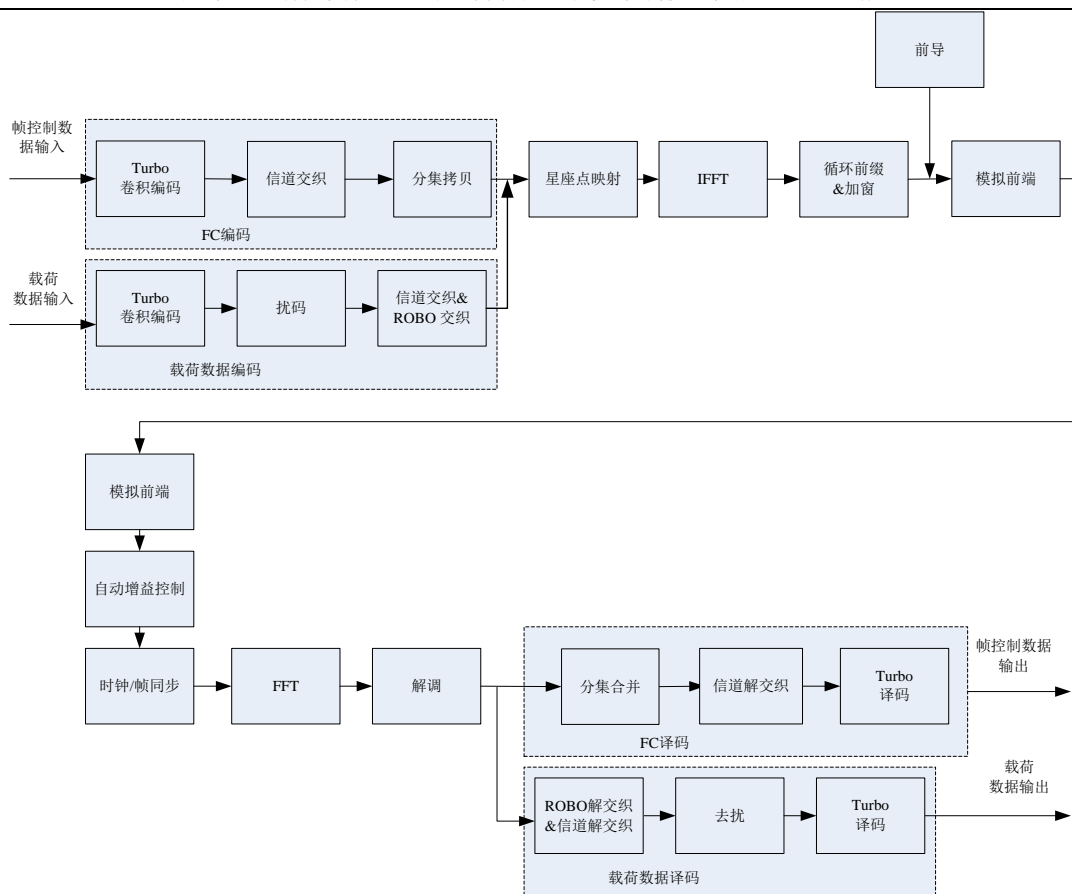 前导
帧控制数
据输入
Turbo
卷积编码
信道交织
分集拷贝
FC编码
星座点映射
IFFT
循环前缀
&加窗
模拟前端
载荷
数据输入
Turbo
卷积编码
扰码
信道交织&
ROBO 交织
载荷数据编码
模拟前端
自动增益控制
时钟/帧同步
FFT
解调
分集合并
信道解交织
Turbo
译码
FC译码
帧控制数据
输出
ROBO解交织
&信道解交织
去扰
Turbo
译码
载荷数据译码
载荷
数据输出